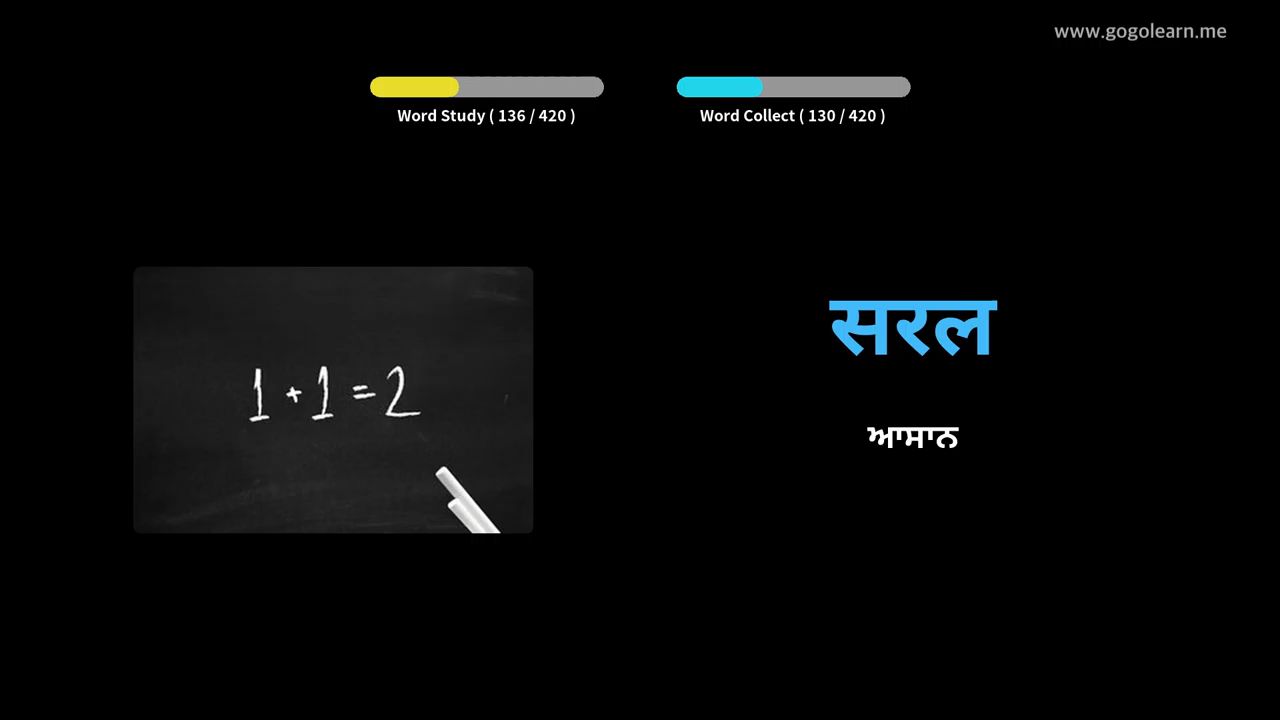 www.gogolearn.me
Word Study ( 136 / 420 )
Word Collect ( 130 / 420 )
1 + 1 = 2
सरल
ਆਸਾਨ